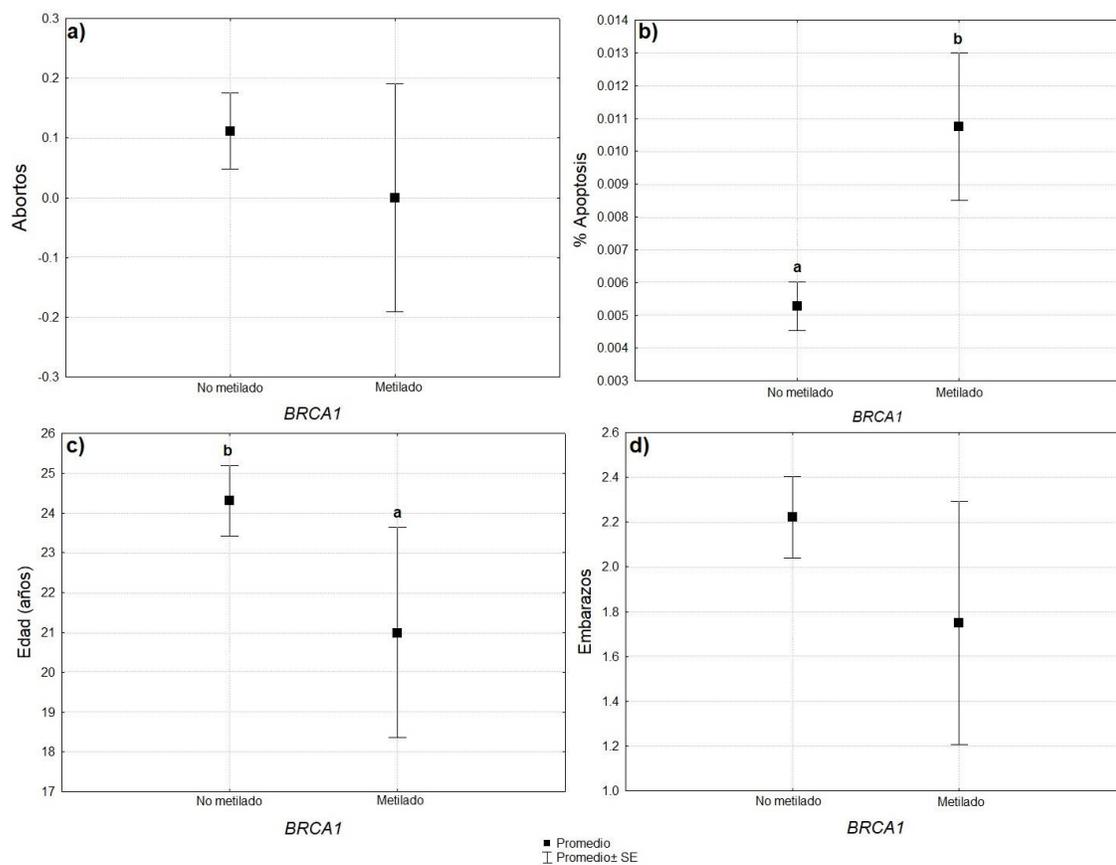 a)
0.3
0.2
0.1
0.0
-0.1
-0.2
-0.3
Abortos
No metilado Metilado
BRCA1
b)
0.014
0.013
0.012
0.011
0.010
0.009
0.008
0.007
0.006
0.005
0.004
0.003
% Apoptosis
a
b
No metilado Metilado
BRCA1
c)
26
25
24
23
22
21
20
19
18
17
Edad (años)
b
a
No metilado Metilado
BRCA1
d)
2.6
2.4
2.2
2.0
1.8
1.6
1.4
1.2
1.0
Embarazos
No metilado Metilado
BRCA1
Promedio
Promedio± SE